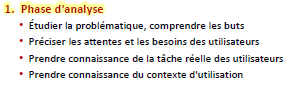 1. Phase d'analyse
• Étudier la problématique, comprendre les buts
• Préciser les attentes et les besoins des utilisateurs
• Prendre connaissance de la tâche réelle des utilisateurs
• Prendre connaissance du contexte d'utilisation